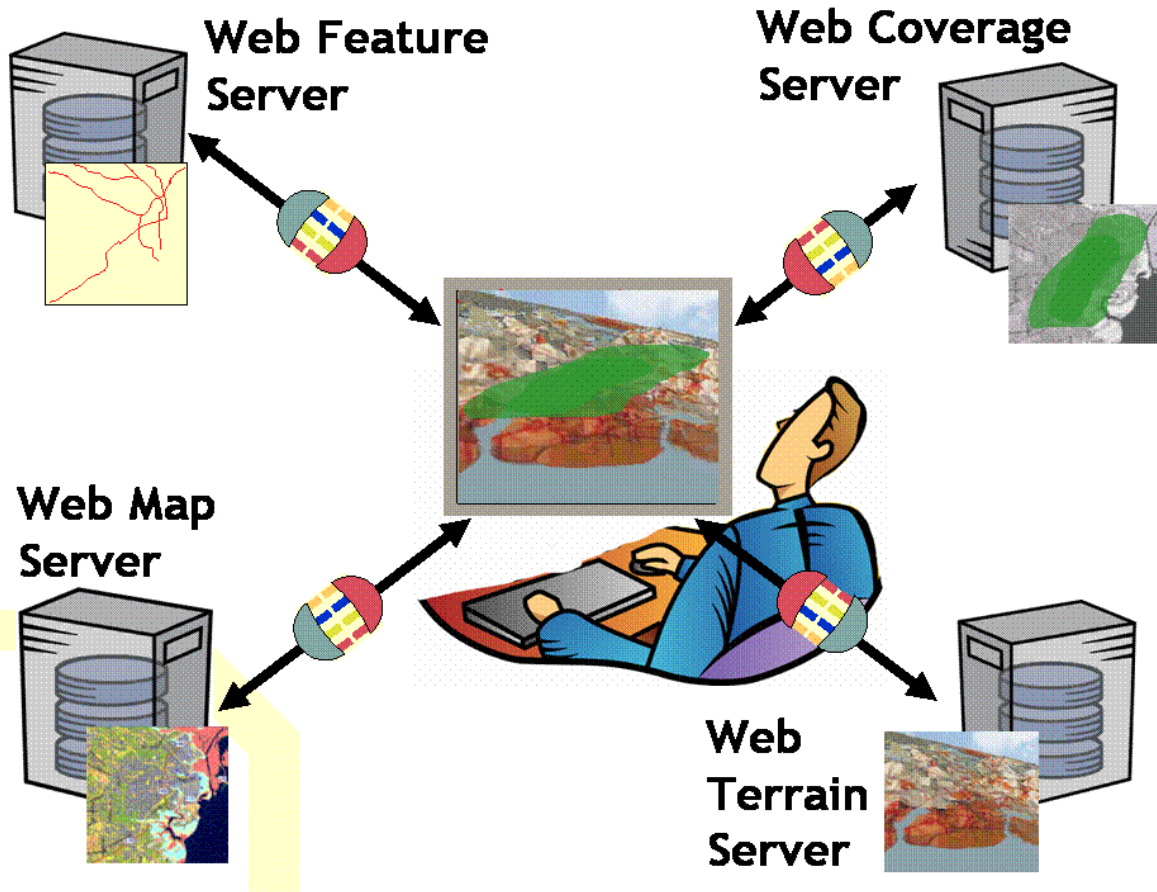 Web Feature
Server
Web Coverage
Server
Web Map
Server
Web
Terrain
Server